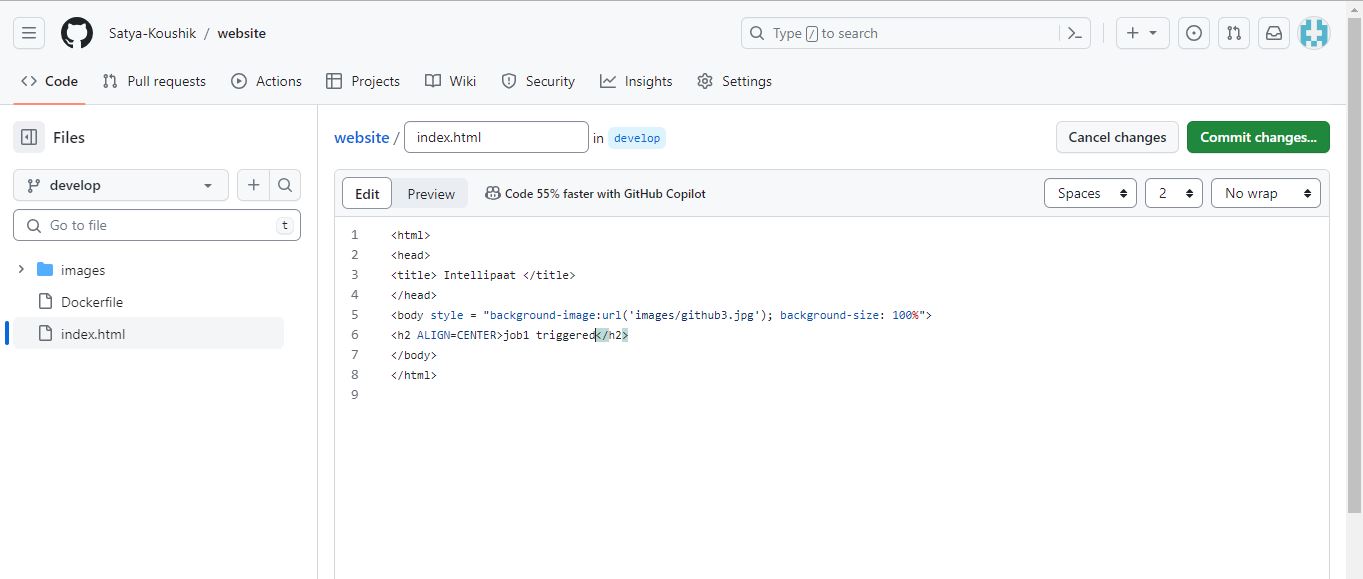 Satya-Koushik / website
Type / to search
Code
Pull requests
Actions
Projects
Wiki
Security
Insights
Settings
Files
develop
Go to file
t
images
Dockerfile
index.html
website / index.html in develop
Cancel changes
Commit changes...
Edit
Preview
Code 55% faster with GitHub Copilot
Spaces
2
No wrap
1 <html>
2 <head>
3 <title> Intellipaat </title>
4 </head>
5 <body style = "background-image:url('images/github3.jpg'); background-size: 100%">
6 <h2 ALIGN=CENTER>job1 triggered</h2>
7 </body>
8 </html>
9